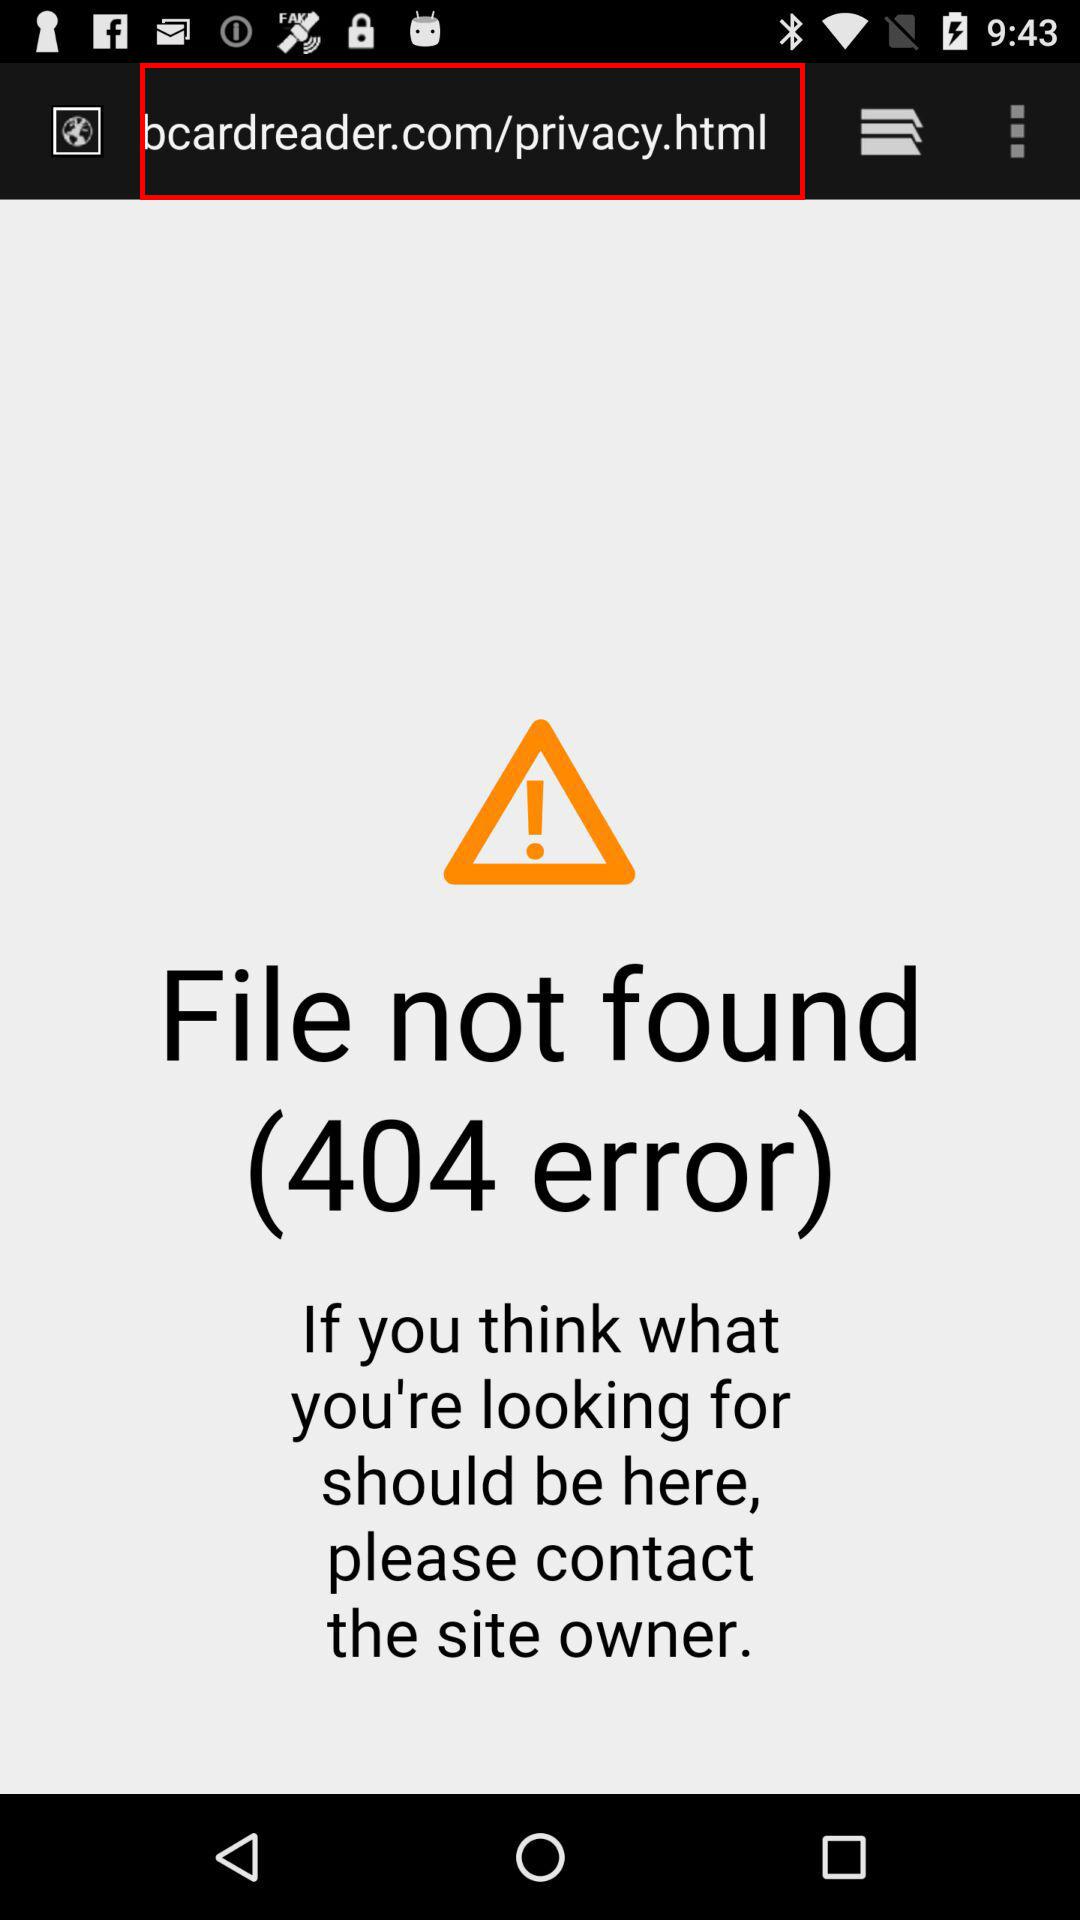 FAKE
9:43
bcardreader.com/privacy.html
File not found
(404 error)
If you think what
you're looking for
should be here,
please contact
the site owner.